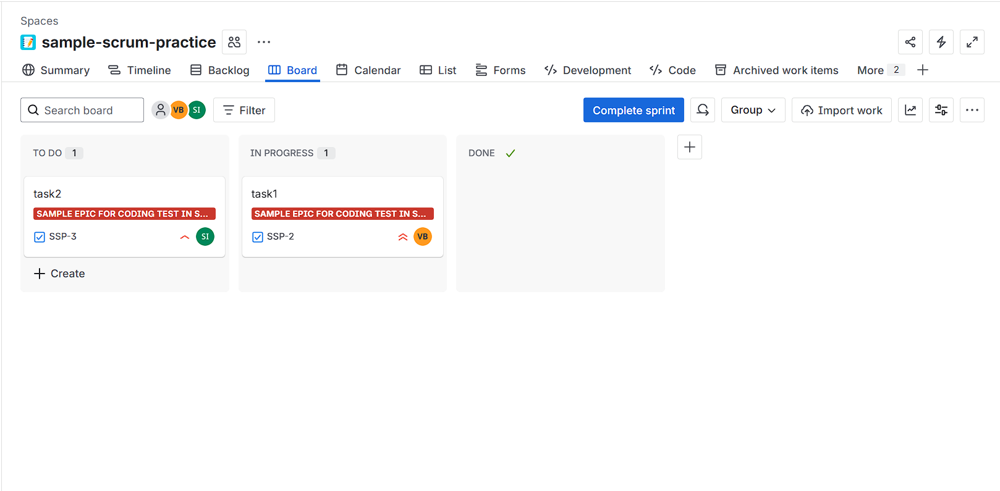 Spaces
sample-scrum-practice
Summary Timeline Backlog Board Calendar List Forms Development Code Archived work items More 2
Search board VB SI Filter Complete sprint Group Import work
TO DO 1
task2
SAMPLE EPIC FOR CODING TEST IN S...
SSP-3 SI
Create
IN PROGRESS 1
task1
SAMPLE EPIC FOR CODING TEST IN S...
SSP-2 VB
DONE